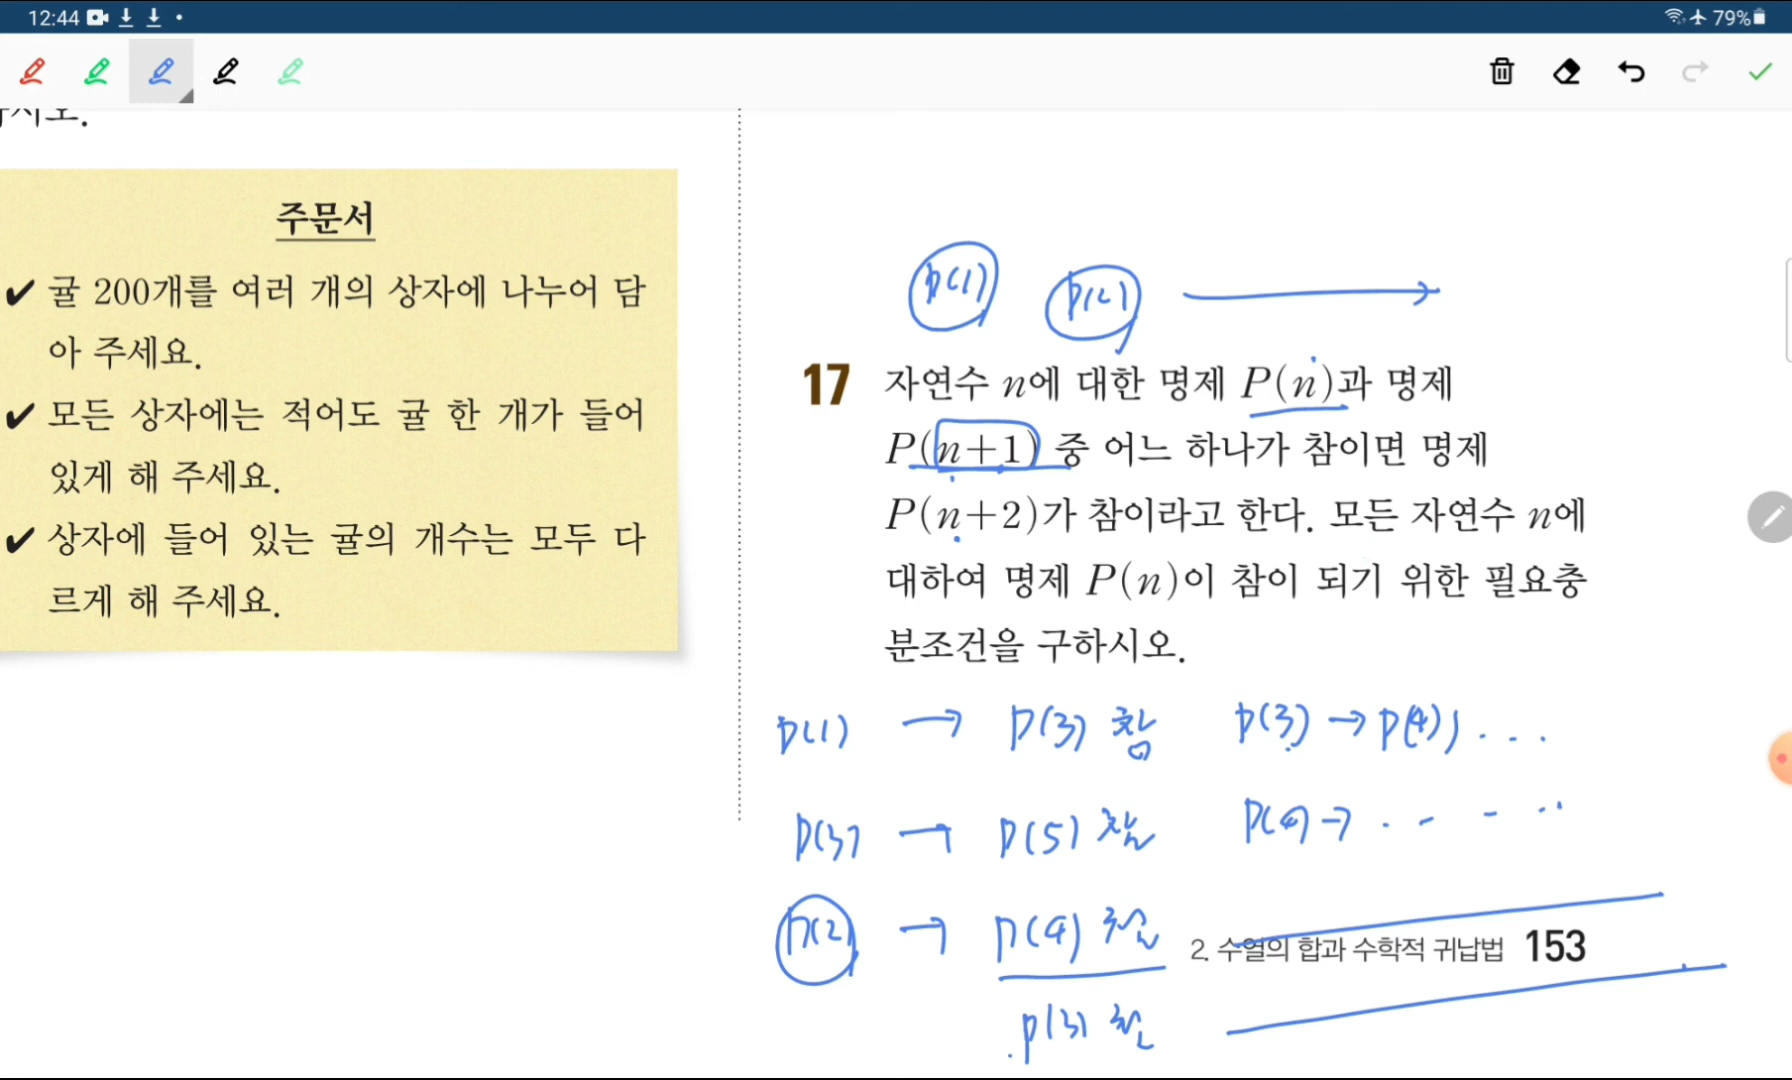 12:44
79%
주문서
✔ 귤 200개를 여러 개의 상자에 나누어 담
아 주세요.
✔ 모든 상자에는 적어도 귤 한 개가 들어
있게 해 주세요.
✔ 상자에 들어 있는 귤의 개수는 모두 다
르게 해 주세요.
p(1) p(2) →
17 자연수 n에 대한 명제 P(n)과 명제
P(n+1) 중 어느 하나가 참이면 명제
P(n+2)가 참이라고 한다. 모든 자연수 n에
대하여 명제 P(n)이 참이 되기 위한 필요충
분조건을 구하시오.
p(1) → p(3) 참 p(3) → p(4) ...
p(3) → p(5) 참 p(4) → ....
p(2) → p(4) 참
p(3) 참
2. 수열의 합과 수학적 귀납법 153